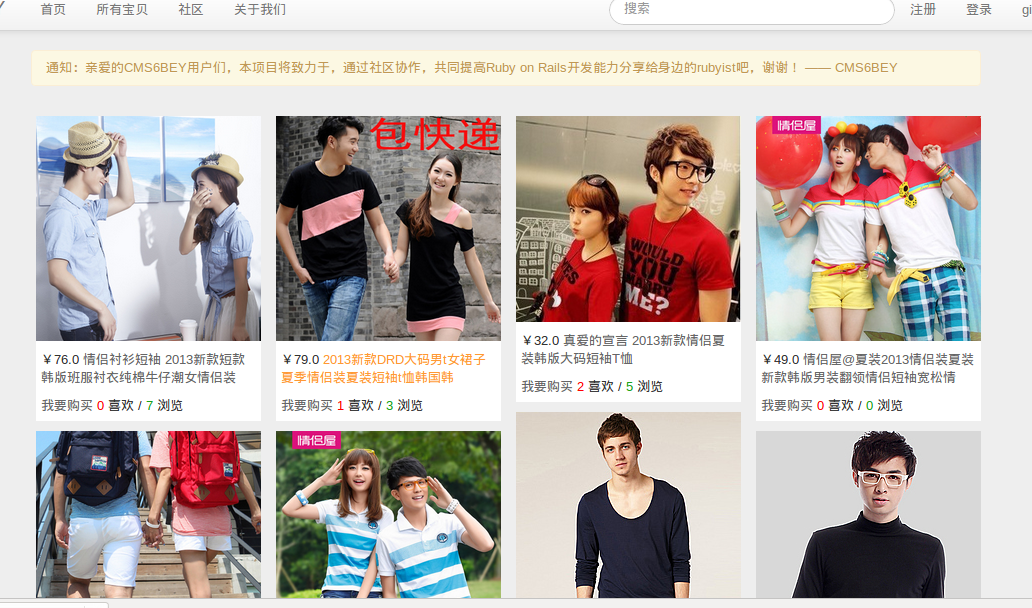 首页 所有宝贝 社区 关于我们 搜索 注册 登录 gi
通知：亲爱的CMS6BEY用户们，本项目将致力于，通过社区协作，共同提高Ruby on Rails开发能力分享给身边的rubyist吧，谢谢！ —— CMS6BEY
包快递
WOULD
YOU
MARRY
ME?
情侣屋
￥76.0 情侣衬衫短袖 2013新款短款
韩版班服衬衣纯棉牛仔潮女情侣装
我要购买 0 喜欢 / 7 浏览
￥79.0 2013新款DRD大码男t女裙子
夏季情侣装夏装短袖t恤韩国韩
我要购买 1 喜欢 / 3 浏览
￥32.0 真爱的宣言 2013新款情侣夏
装韩版大码短袖T恤
我要购买 2 喜欢 / 5 浏览
￥49.0 情侣屋@夏装2013情侣装夏装
新款韩版男装翻领情侣短袖宽松情
我要购买 0 喜欢 / 0 浏览
情侣屋